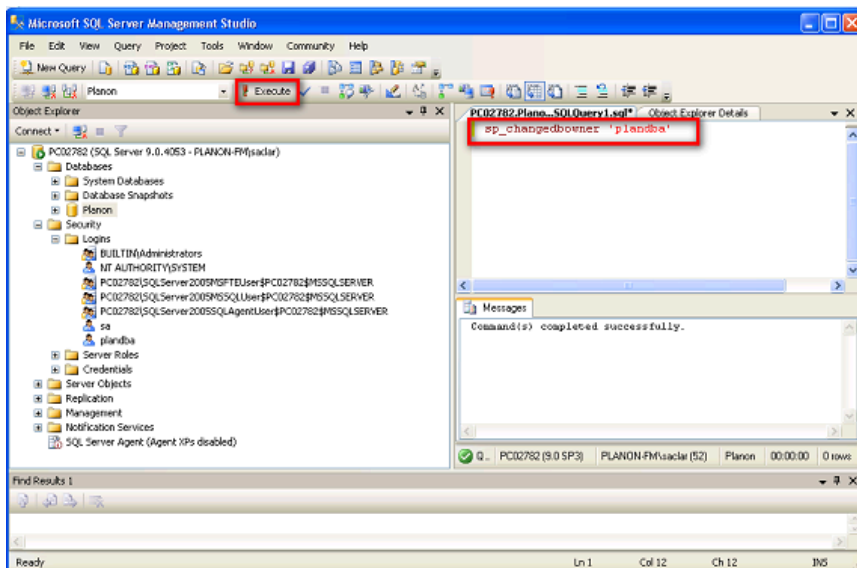 Microsoft SQL Server Management Studio
File Edit View Query Project Tools Window Community Help
New Query
Planon Execute
Object Explorer
PC02782.Plano...SQLQuery1.sql* Object Explorer Details
Connect
sp_changedbowner 'plandba'
PC02782 (SQL Server 9.0.4053 - PLANON-FM\saclar)
Databases
System Databases
Database Snapshots
Planon
Security
Logins
BUILTIN\Administrators
NT AUTHORITY\SYSTEM
PC02782\SQLServer2005MSFTEUser$PC02782$MSSQLSERVER
PC02782\SQLServer2005MSSQLUser$PC02782$MSSQLSERVER
PC02782\SQLServer2005SQLAgentUser$PC02782$MSSQLSERVER
sa
plandba
Server Roles
Credentials
Server Objects
Replication
Management
Notification Services
SQL Server Agent (Agent XPs disabled)
Messages
Command(s) completed successfully.
Q... PC02782 (9.0 SP3) PLANON-FM\saclar (52) Planon 00:00:00 0 rows
Find Results 1
Ready Ln 1 Col 12 Ch 12 INS